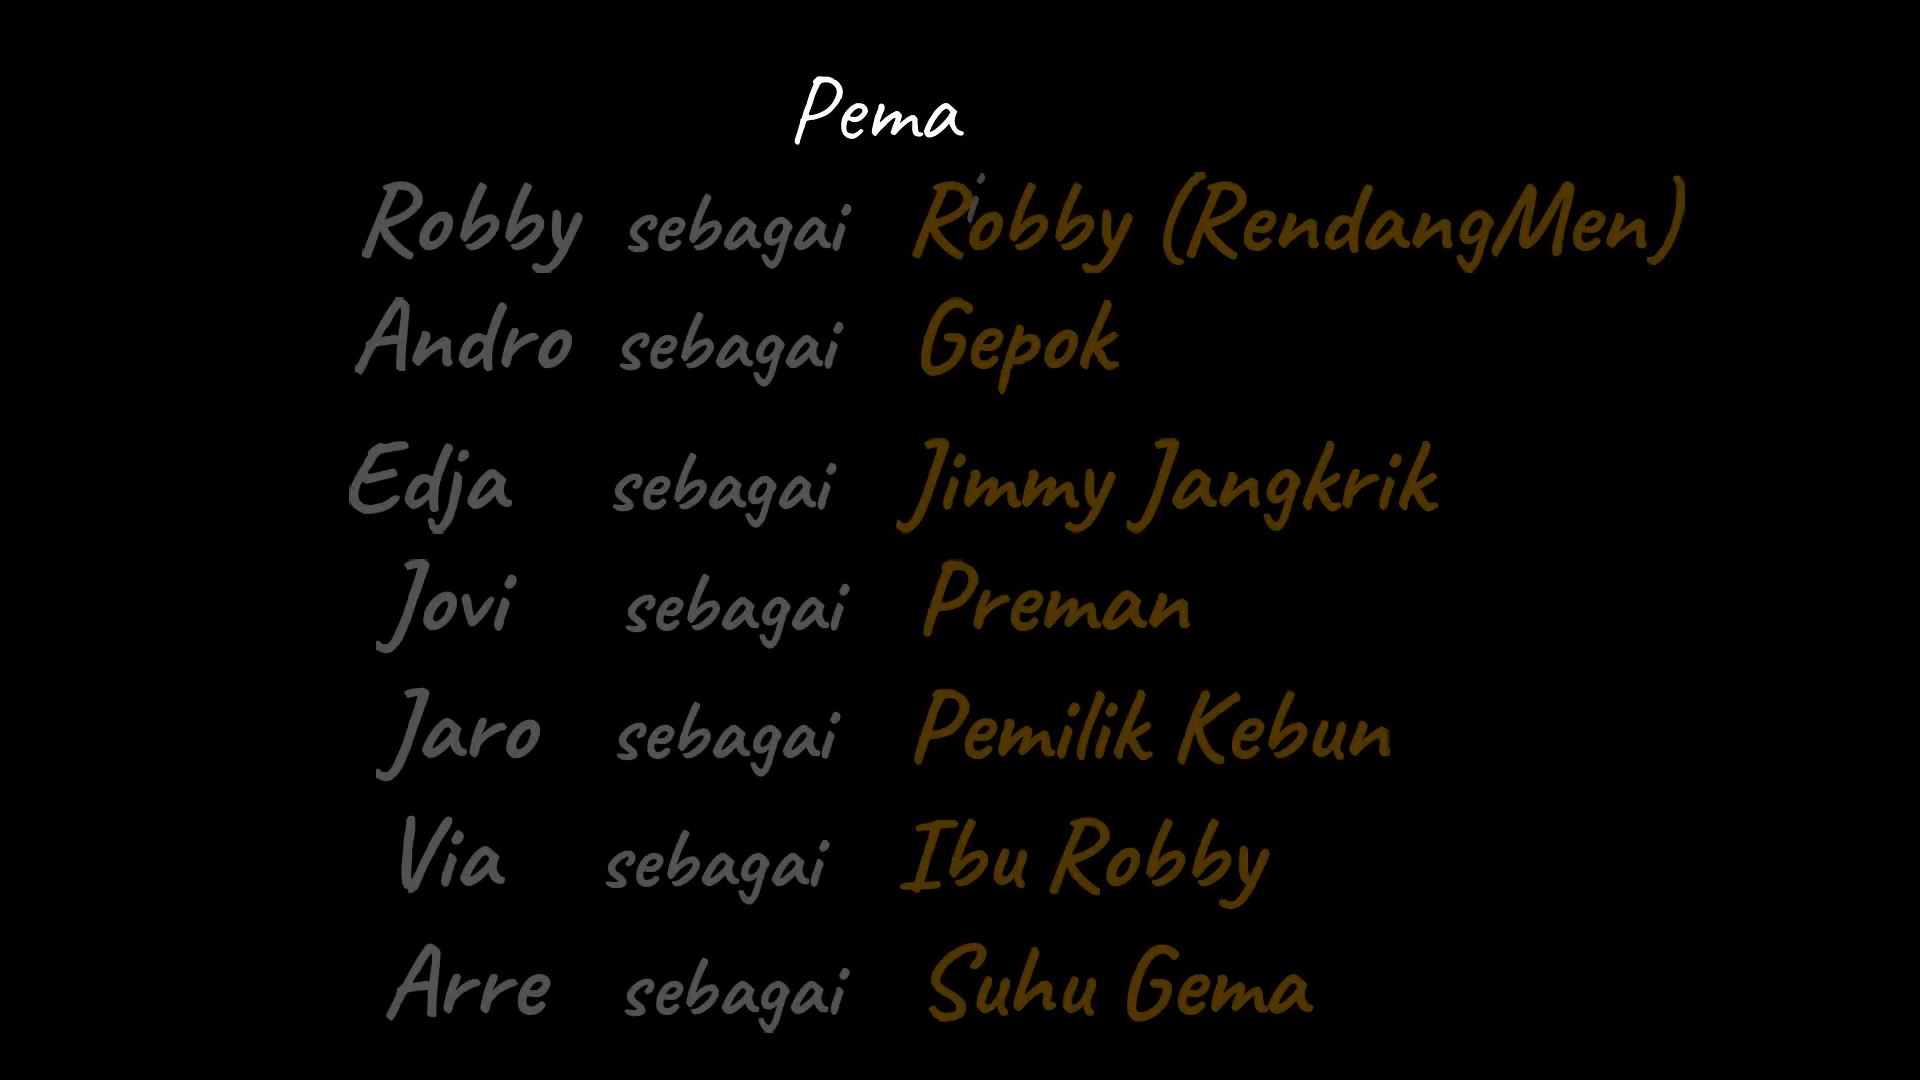 Pema
Robby sebagai Robby (RendangMen)
Andro sebagai Gepok
Edja sebagai Jimmy Jangkrik
Jovi sebagai Preman
Jaro sebagai Pemilik Kebun
Via sebagai Ibu Robby
Arre sebagai Suhu Gema